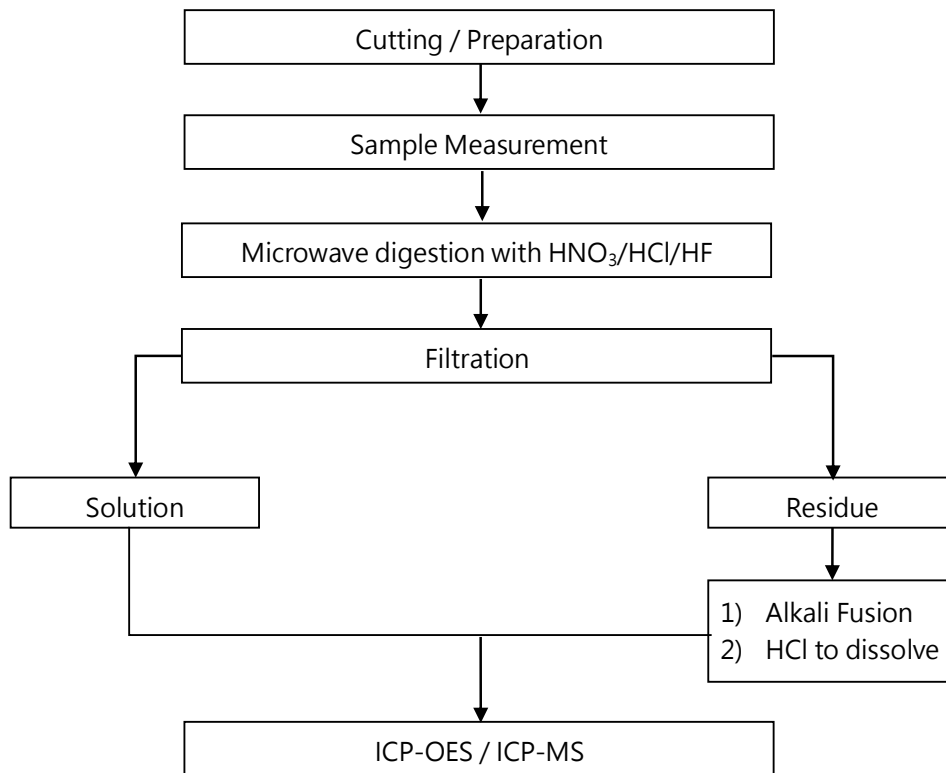 Cutting / Preparation
Sample Measurement
Microwave digestion with HNO₃/HCl/HF
Filtration
Solution
Residue
1) Alkali Fusion
2) HCl to dissolve
ICP-OES / ICP-MS